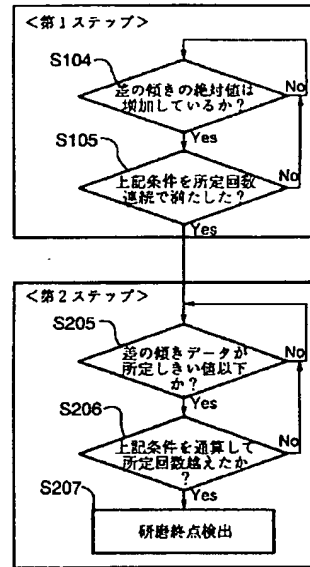 <第1ステップ>
S104
差の傾きの絶対値は
増加しているか?
No
Yes
S105
上記条件を所定回数
連続で満たした?
No
Yes
<第2ステップ>
S205
差の傾きデータが
所定しきい値以下
か?
No
Yes
S206
上記条件を通算して
所定回数越えたか
?
No
Yes
S207
研磨終点検出